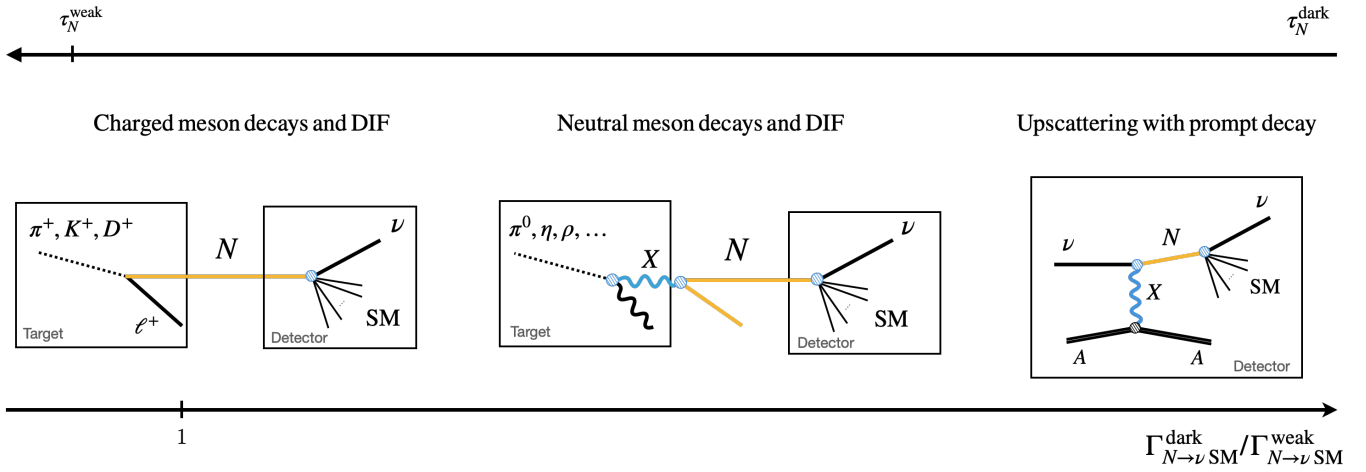 τ_N^weak
τ_N^dark
Charged meson decays and DIF
Neutral meson decays and DIF
Upscattering with prompt decay
π⁺, K⁺, D⁺
N
ν
SM
ℓ⁺
Target
Detector
π⁰, η, ρ, …
X
N
ν
SM
Target
Detector
ν
N
ν
X
SM
A
A
Detector
1
Γ^dark_{N→ν SM}/Γ^weak_{N→ν SM}